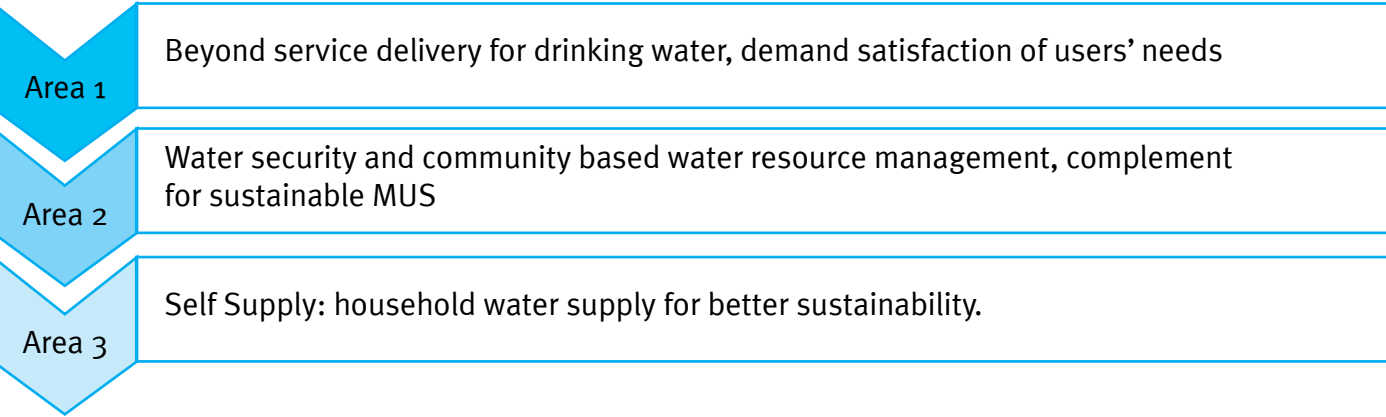 Area 1
Beyond service delivery for drinking water, demand satisfaction of users’ needs
Area 2
Water security and community based water resource management, complement
for sustainable MUS
Area 3
Self Supply: household water supply for better sustainability.